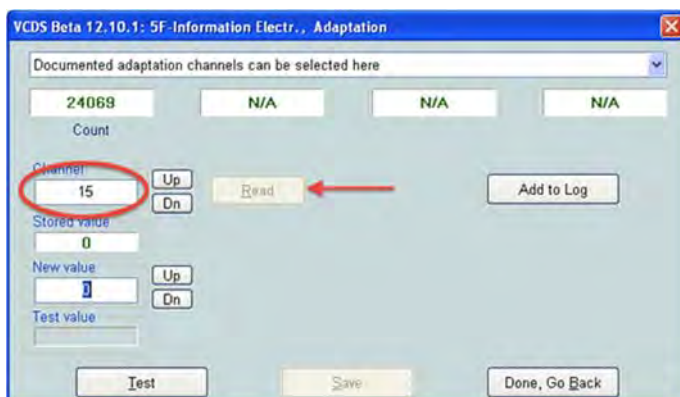 VCDS Beta 12.10.1: 5F-Information Electr., Adaptation
Documented adaptation channels can be selected here
24069 N/A N/A N/A
Count
Channel
15 Up Read Add to Log
Dn
Stored value
0
New value
0 Up
Dn
Test value
Test Save Done, Go Back